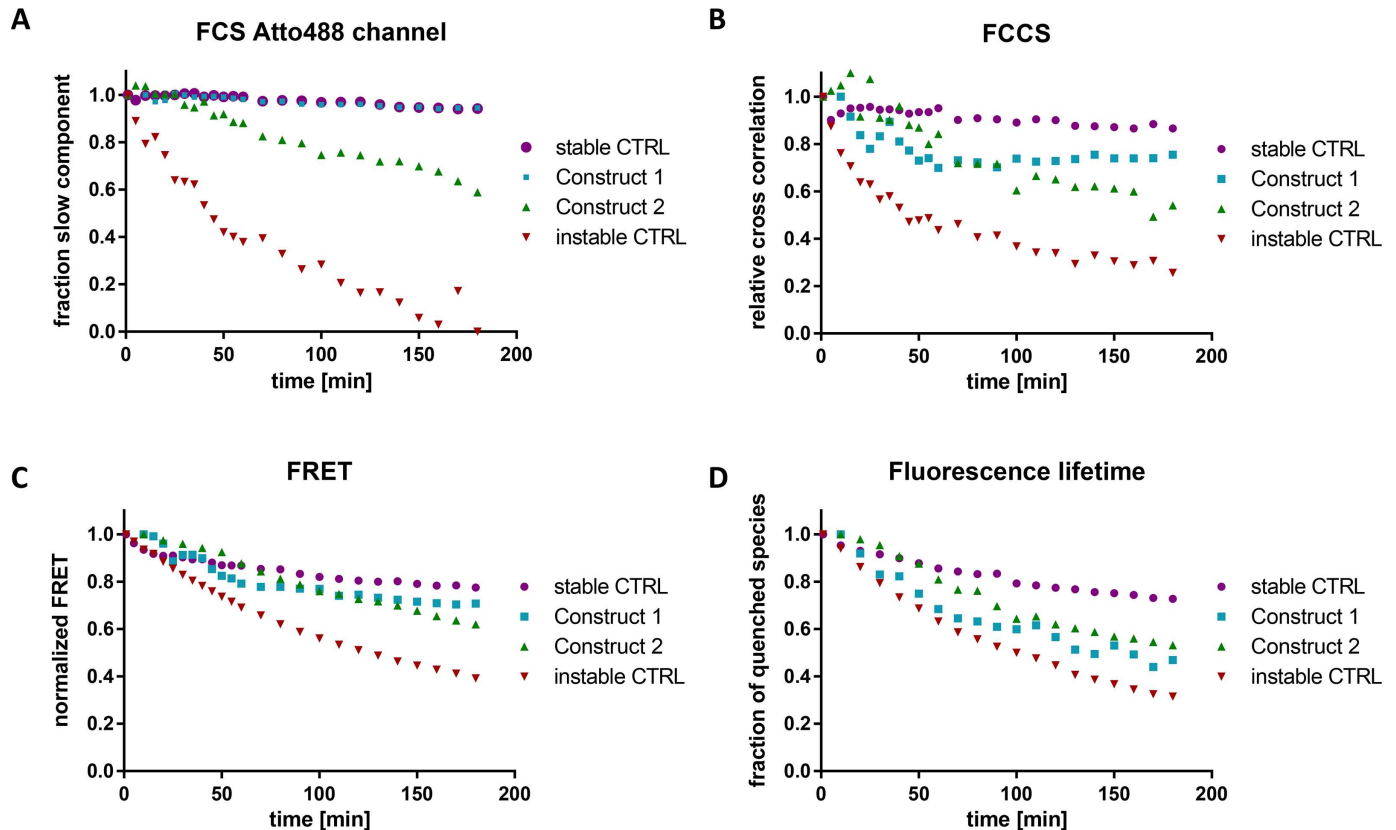 A
FCS Atto488 channel
fraction slow component
1.0
0.8
0.6
0.4
0.2
0.0
0
50
100
150
200
time [min]
stable CTRL
Construct 1
Construct 2
instable CTRL
B
FCCS
relative cross correlation
1.0
0.8
0.6
0.4
0.2
0.0
0
50
100
150
200
time [min]
stable CTRL
Construct 1
Construct 2
instable CTRL
C
FRET
normalized FRET
1.0
0.8
0.6
0.4
0.2
0.0
0
50
100
150
200
time [min]
stable CTRL
Construct 1
Construct 2
instable CTRL
D
Fluorescence lifetime
fraction of quenched species
1.0
0.8
0.6
0.4
0.2
0.0
0
50
100
150
200
time [min]
stable CTRL
Construct 1
Construct 2
instable CTRL